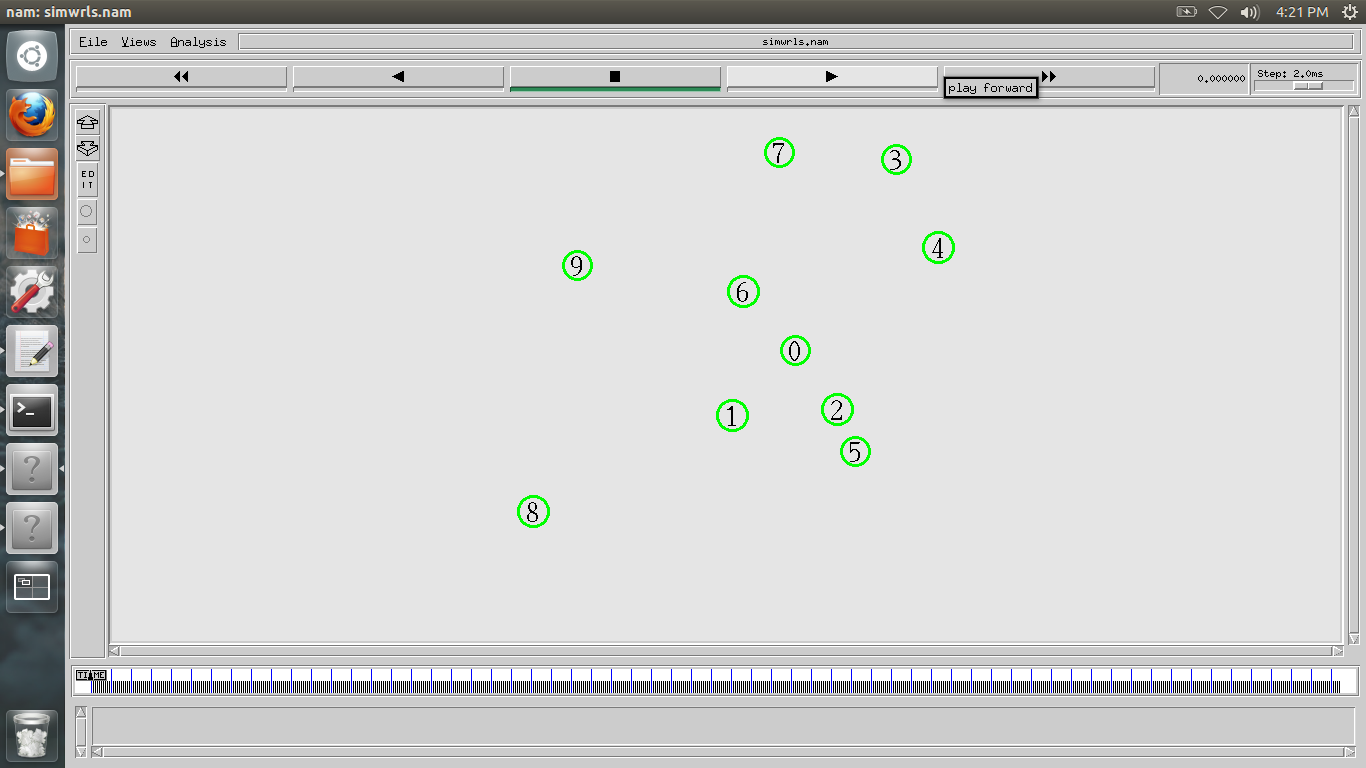 nam: simwrls.nam
4:21 PM
File Views Analysis
simwrls.nam
0.000000
Step: 2.0ms
play forward
ED
IT
7
3
4
9
6
0
2
1
5
8
TIME